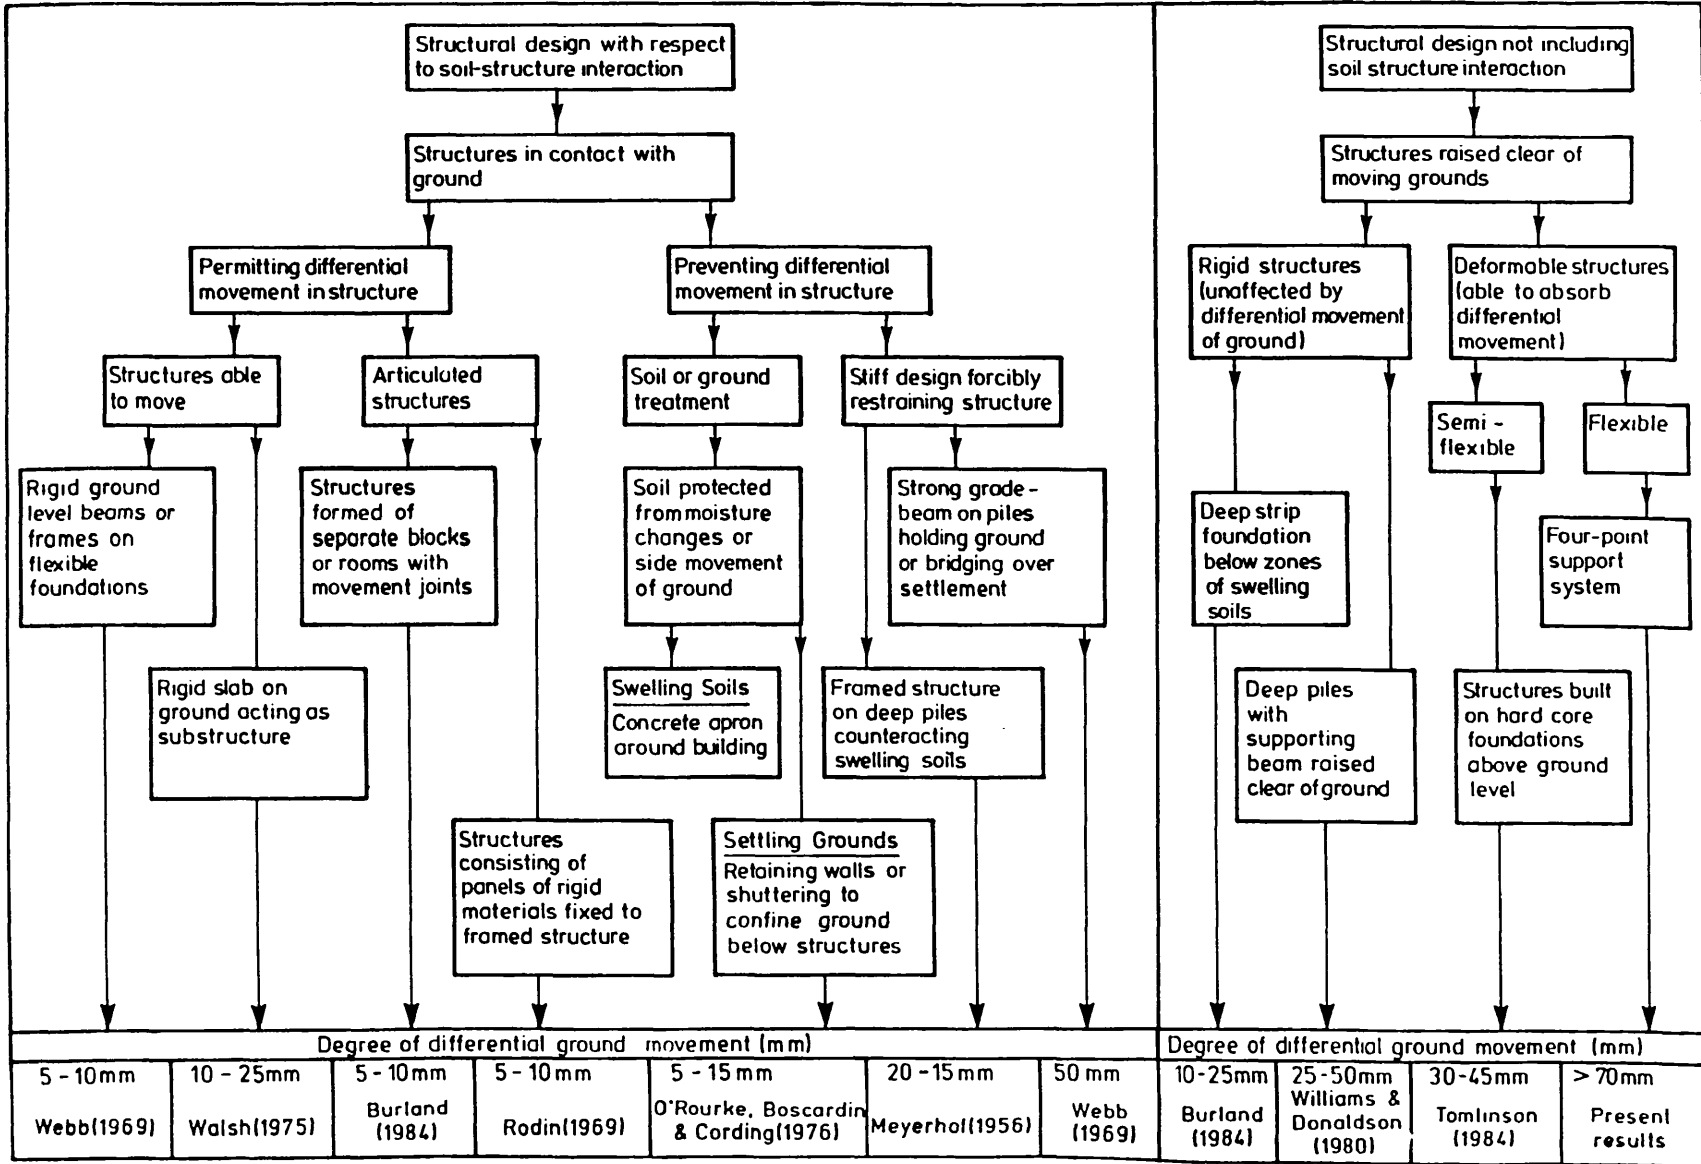 Structural design with respect
to soil-structure interaction
Structures in contact with
ground
Permitting differential
movement in structure
Preventing differential
movement in structure
Structures able
to move
Articulated
structures
Soil or ground
treatment
Stiff design forcibly
restraining structure
Rigid ground
level beams or
frames on
flexible
foundations
Structures
formed of
separate blocks
or rooms with
movement joints
Soil protected
from moisture
changes or
side movement
of ground
Strong grade-
beam on piles
holding ground
or bridging over
settlement
Rigid slab on
ground acting as
substructure
Swelling Soils
Concrete apron
around building
Framed structure
on deep piles
counteracting
swelling soils
Structures
consisting of
panels of rigid
materials fixed to
framed structure
Settling Grounds
Retaining walls or
shuttering to
confine ground
below structures
Degree of differential ground movement (mm)
5-10mm
Webb(1969)
10-25mm
Walsh(1975)
5-10mm
Burland
(1984)
5-10mm
Rodin(1969)
5-15mm
O'Rourke, Boscardin
& Cording(1976)
20-15mm
Meyerhof(1956)
50mm
Webb
(1969)
Structural design not including
soil structure interaction
Structures raised clear of
moving grounds
Rigid structures
(unaffected by
differential movement
of ground)
Deformable structures
(able to absorb
differential
movement)
Semi-
flexible
Flexible
Deep strip
foundation
below zones
of swelling
soils
Four-point
support
system
Deep piles
with
supporting
beam raised
clear of ground
Structures built
on hard core
foundations
above ground
level
Degree of differential ground movement (mm)
10-25mm
Burland
(1984)
25-50mm
Williams &
Donaldson
(1980)
30-45mm
Tomlinson
(1984)
>70mm
Present
results